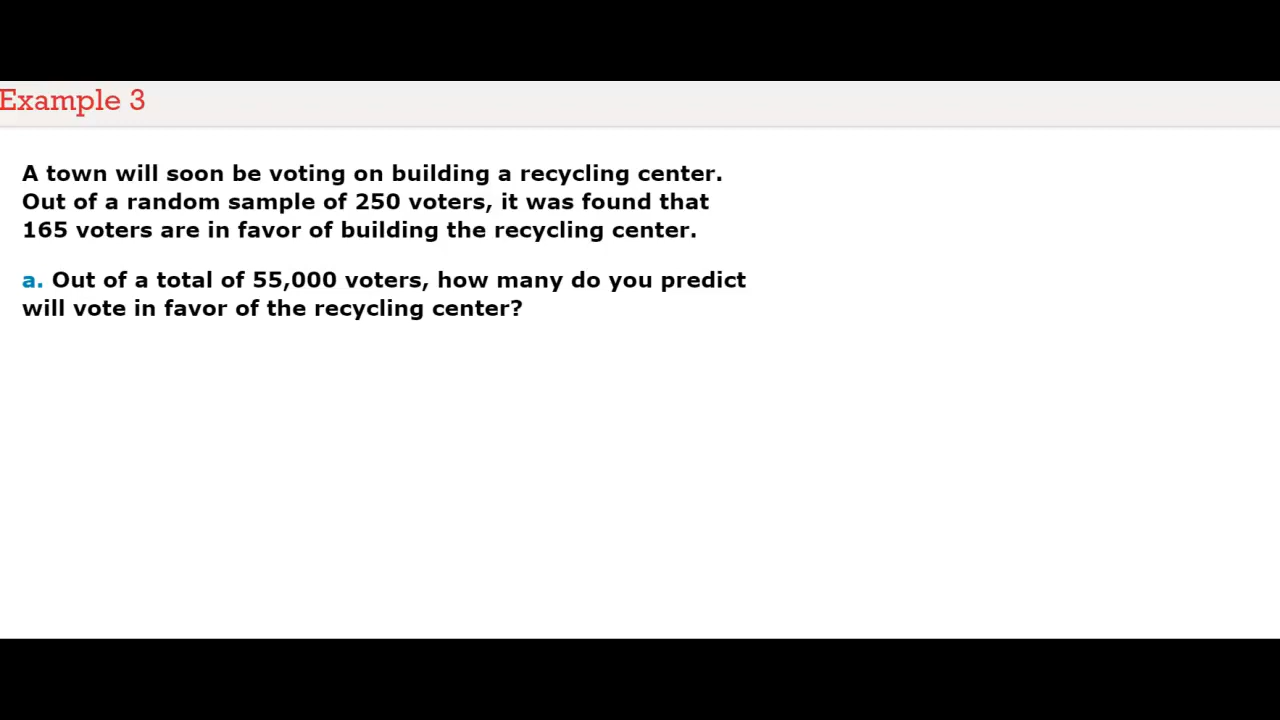 Example 3
A town will soon be voting on building a recycling center.
Out of a random sample of 250 voters, it was found that
165 voters are in favor of building the recycling center.
a. Out of a total of 55,000 voters, how many do you predict
will vote in favor of the recycling center?